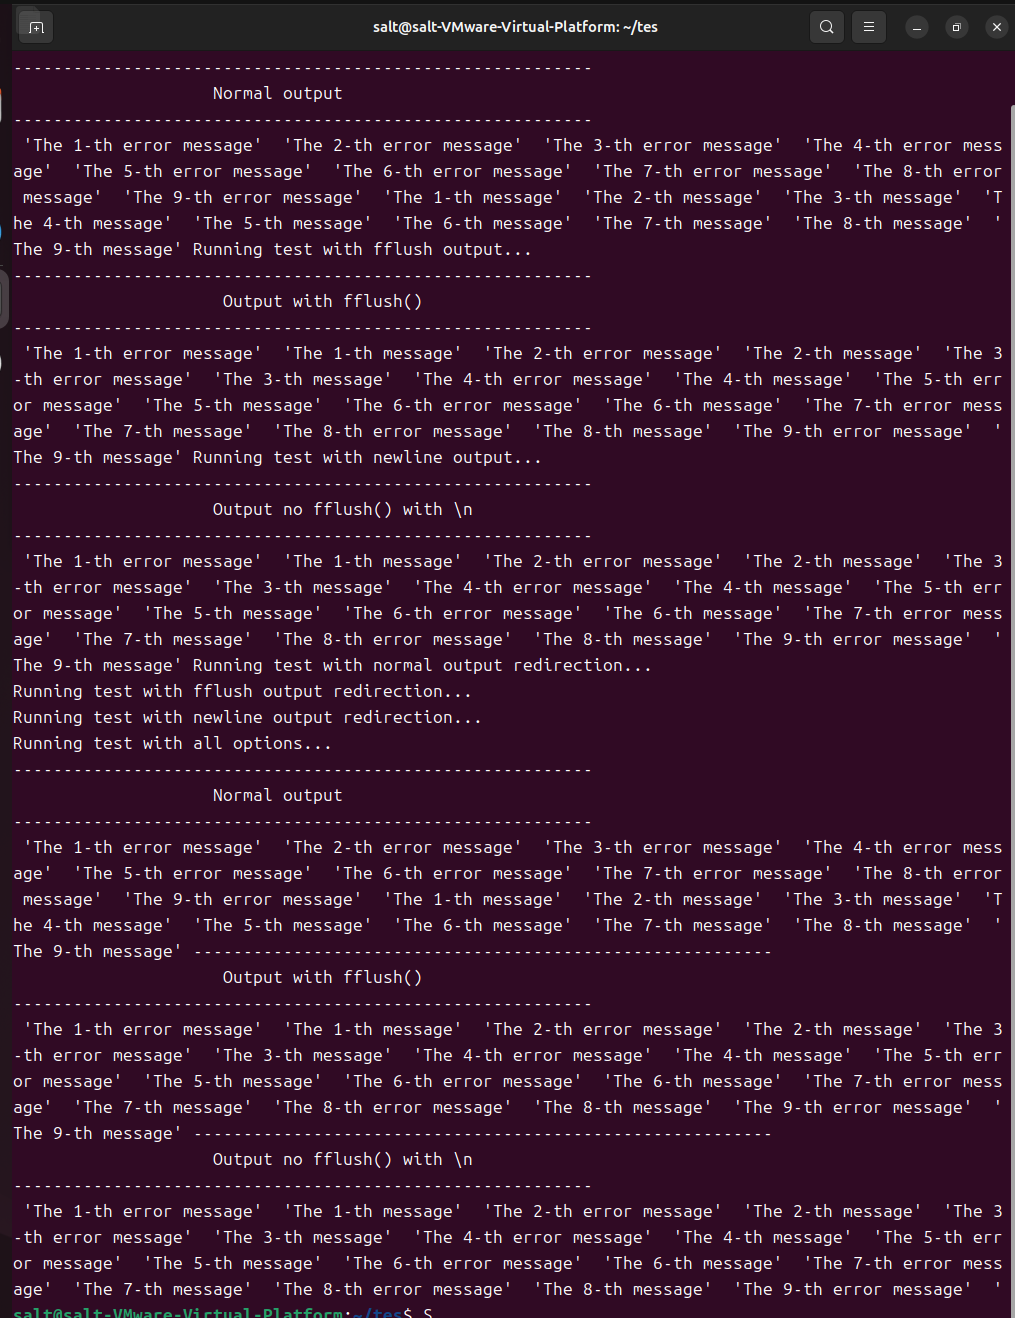 salt@salt-VMware-Virtual-Platform: ~/tes
----------------------------------------------------------
                    Normal output
----------------------------------------------------------
 'The 1-th error message'  'The 2-th error message'  'The 3-th error message'  'The 4-th error mess
age'  'The 5-th error message'  'The 6-th error message'  'The 7-th error message'  'The 8-th error
 message'  'The 9-th error message'  'The 1-th message'  'The 2-th message'  'The 3-th message'  'T
he 4-th message'  'The 5-th message'  'The 6-th message'  'The 7-th message'  'The 8-th message'  '
The 9-th message' Running test with fflush output...
----------------------------------------------------------
                     Output with fflush()
----------------------------------------------------------
 'The 1-th error message'  'The 1-th message'  'The 2-th error message'  'The 2-th message'  'The 3
-th error message'  'The 3-th message'  'The 4-th error message'  'The 4-th message'  'The 5-th err
or message'  'The 5-th message'  'The 6-th error message'  'The 6-th message'  'The 7-th error mess
age'  'The 7-th message'  'The 8-th error message'  'The 8-th message'  'The 9-th error message'  '
The 9-th message' Running test with newline output...
----------------------------------------------------------
                    Output no fflush() with \n
----------------------------------------------------------
 'The 1-th error message'  'The 1-th message'  'The 2-th error message'  'The 2-th message'  'The 3
-th error message'  'The 3-th message'  'The 4-th error message'  'The 4-th message'  'The 5-th err
or message'  'The 5-th message'  'The 6-th error message'  'The 6-th message'  'The 7-th error mess
age'  'The 7-th message'  'The 8-th error message'  'The 8-th message'  'The 9-th error message'  '
The 9-th message' Running test with normal output redirection...
Running test with fflush output redirection...
Running test with newline output redirection...
Running test with all options...
----------------------------------------------------------
                    Normal output
----------------------------------------------------------
 'The 1-th error message'  'The 2-th error message'  'The 3-th error message'  'The 4-th error mess
age'  'The 5-th error message'  'The 6-th error message'  'The 7-th error message'  'The 8-th error
 message'  'The 9-th error message'  'The 1-th message'  'The 2-th message'  'The 3-th message'  'T
he 4-th message'  'The 5-th message'  'The 6-th message'  'The 7-th message'  'The 8-th message'  '
The 9-th message' ----------------------------------------------------------
                     Output with fflush()
----------------------------------------------------------
 'The 1-th error message'  'The 1-th message'  'The 2-th error message'  'The 2-th message'  'The 3
-th error message'  'The 3-th message'  'The 4-th error message'  'The 4-th message'  'The 5-th err
or message'  'The 5-th message'  'The 6-th error message'  'The 6-th message'  'The 7-th error mess
age'  'The 7-th message'  'The 8-th error message'  'The 8-th message'  'The 9-th error message'  '
The 9-th message' ----------------------------------------------------------
                    Output no fflush() with \n
----------------------------------------------------------
 'The 1-th error message'  'The 1-th message'  'The 2-th error message'  'The 2-th message'  'The 3
-th error message'  'The 3-th message'  'The 4-th error message'  'The 4-th message'  'The 5-th err
or message'  'The 5-th message'  'The 6-th error message'  'The 6-th message'  'The 7-th error mess
age'  'The 7-th message'  'The 8-th error message'  'The 8-th message'  'The 9-th error message'  '
salt@salt-VMware-Virtual-Platform:~/tes$ S